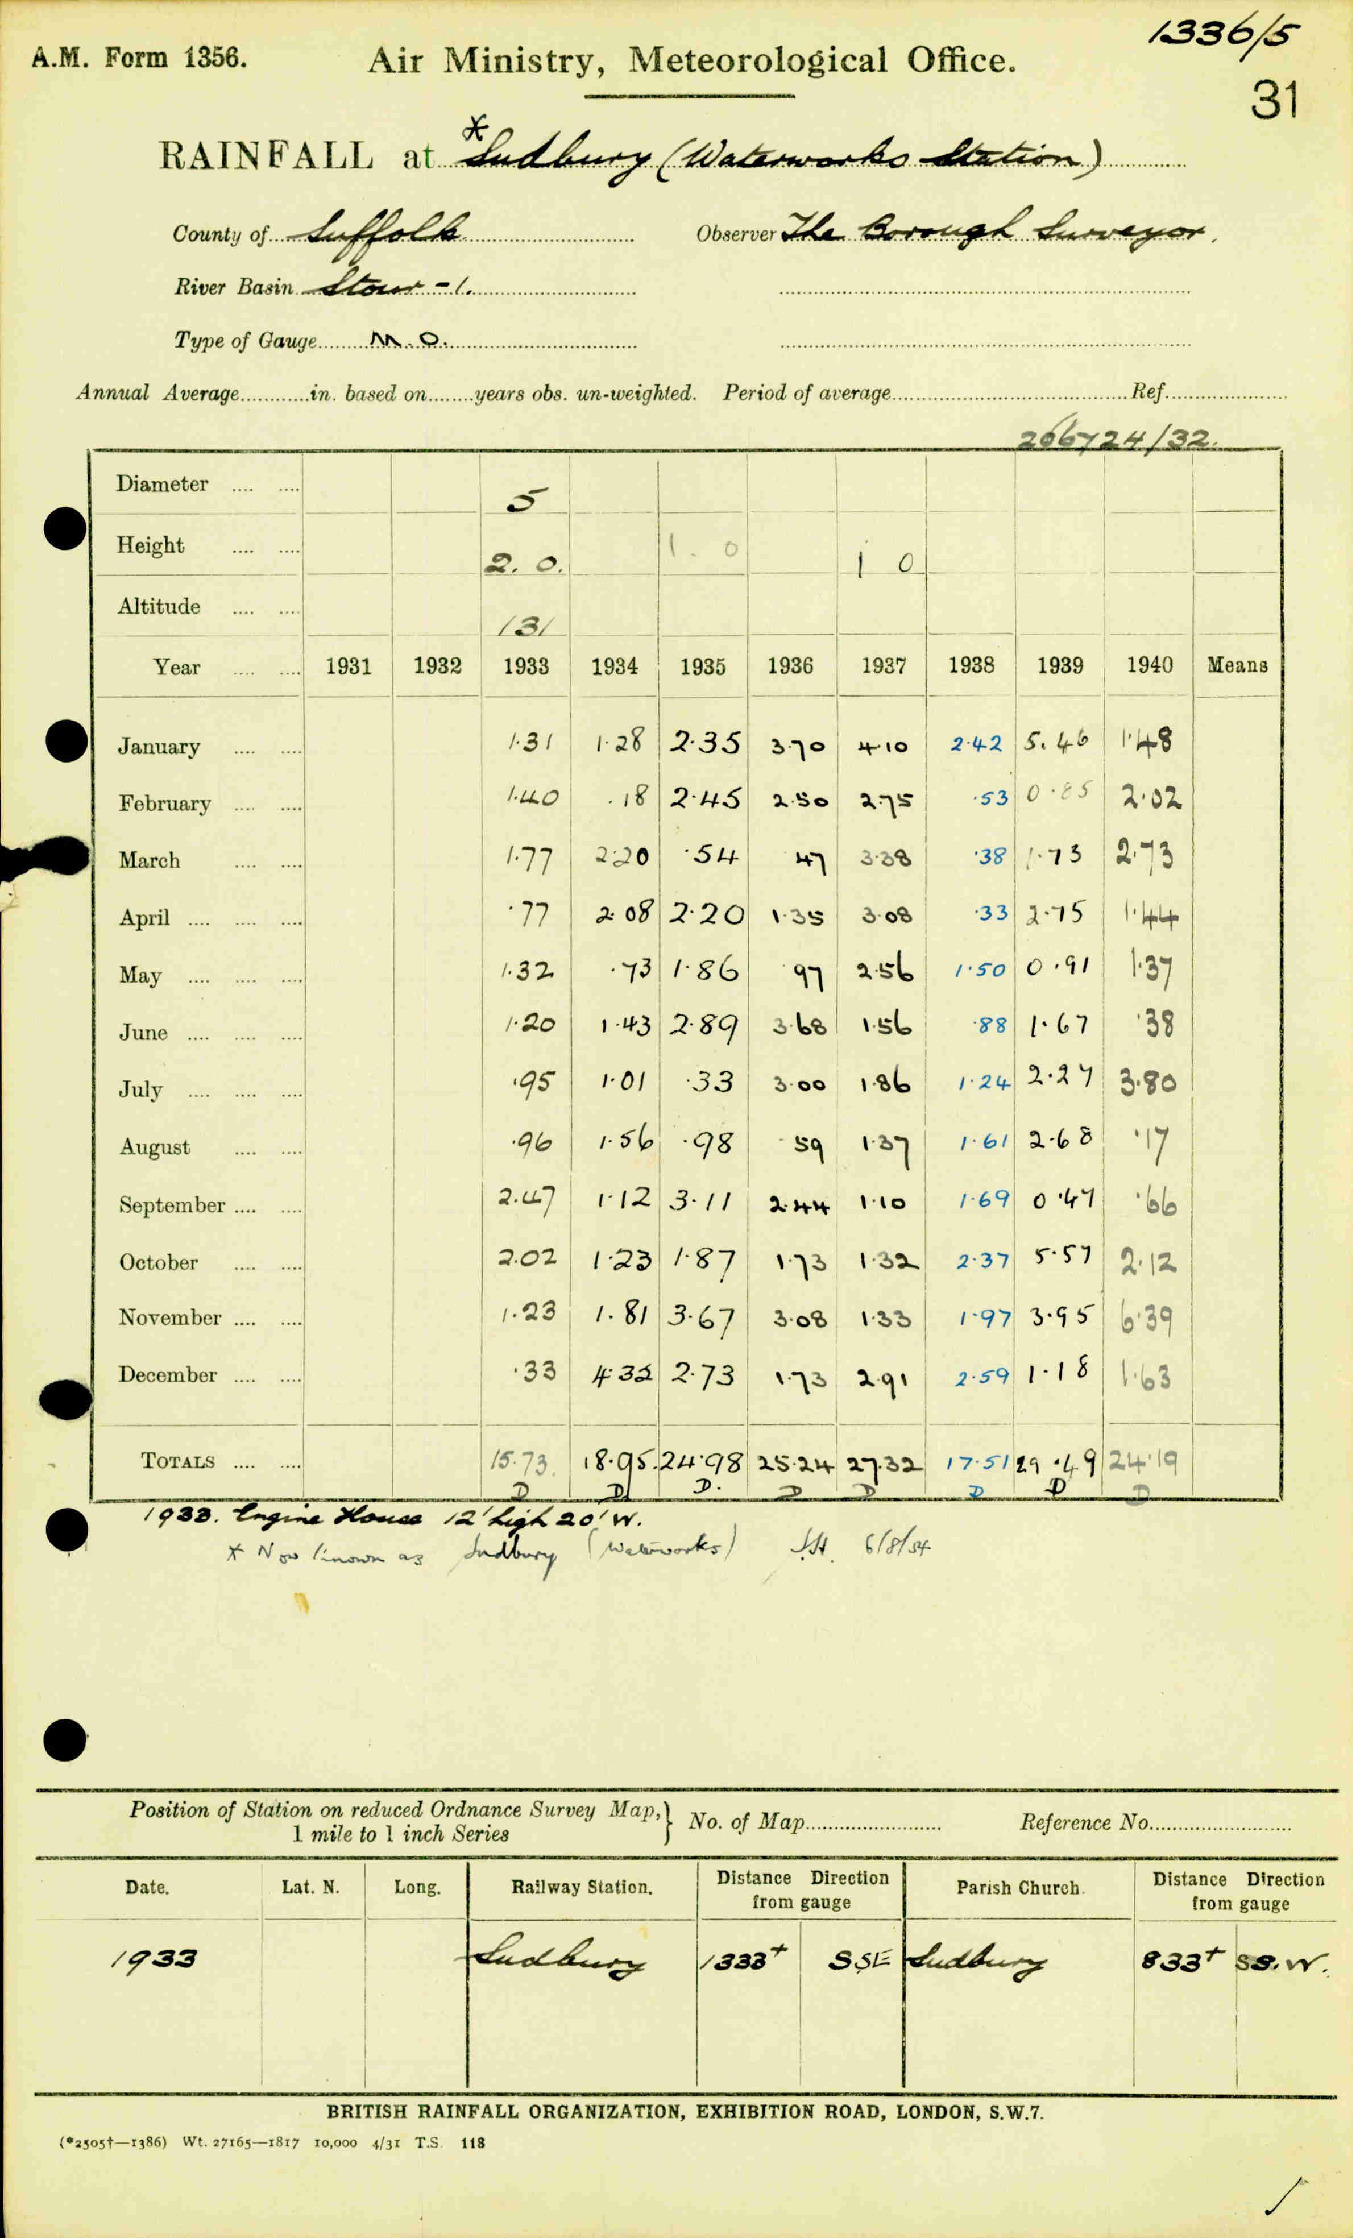 1336/5
A.M. Form 1356. Air Ministry, Meteorological Office.
31
RAINFALL at *Sudbury (Waterworks Station)
County of Suffolk Observer The Borough Surveyor.
River Basin Stour - 1.
Type of Gauge M.O.
Annual Average in. based on years obs. un-weighted. Period of average Ref.
206724/32.
Diameter 5
Height 2. 0. 1. 0 1 0
Altitude 131
Year 1931 1932 1933 1934 1935 1936 1937 1938 1939 1940 Means
January 1.31 1.28 2.35 3.70 4.10 2.42 5.46 1.48
February 1.40 .18 2.45 2.50 2.75 .53 0.85 2.02
March 1.77 2.20 .54 47 3.38 .38 1.73 2.73
April .77 2.08 2.20 1.35 3.08 .33 2.75 1.44
May 1.32 .73 1.86 .97 2.56 1.50 0.91 1.37
June 1.20 1.43 2.89 3.68 1.56 .88 1.67 .38
July .95 1.01 .33 3.00 1.86 1.24 2.27 3.80
August .96 1.56 .98 .59 1.37 1.61 2.68 .17
September 2.47 1.12 3.11 2.44 1.10 1.69 0.47 .66
October 2.02 1.23 1.87 1.73 1.32 2.37 5.57 2.12
November 1.23 1.81 3.67 3.08 1.33 1.97 3.95 6.39
December .33 4.32 2.73 1.73 2.91 2.59 1.18 1.63
TOTALS 15.73 18.95 24.98 25.24 27.32 17.51 29.49 24.19
D D D. D D D D D
1933. Engine House 12' high 20' W.
* Now known as Sudbury (Waterworks) 6/8/54
Position of Station on reduced Ordnance Survey Map, } No. of Map Reference No.
1 mile to 1 inch Series
Date. Lat. N. Long. Railway Station. Distance Direction from gauge Parish Church. Distance Direction from gauge
1933 Sudbury 1333+ SSE Sudbury 833+ SS.W.
BRITISH RAINFALL ORGANIZATION, EXHIBITION ROAD, LONDON, S.W.7.
(*2505†—1386) Wt. 27165—1817 10,000 4/31 T.S. 118